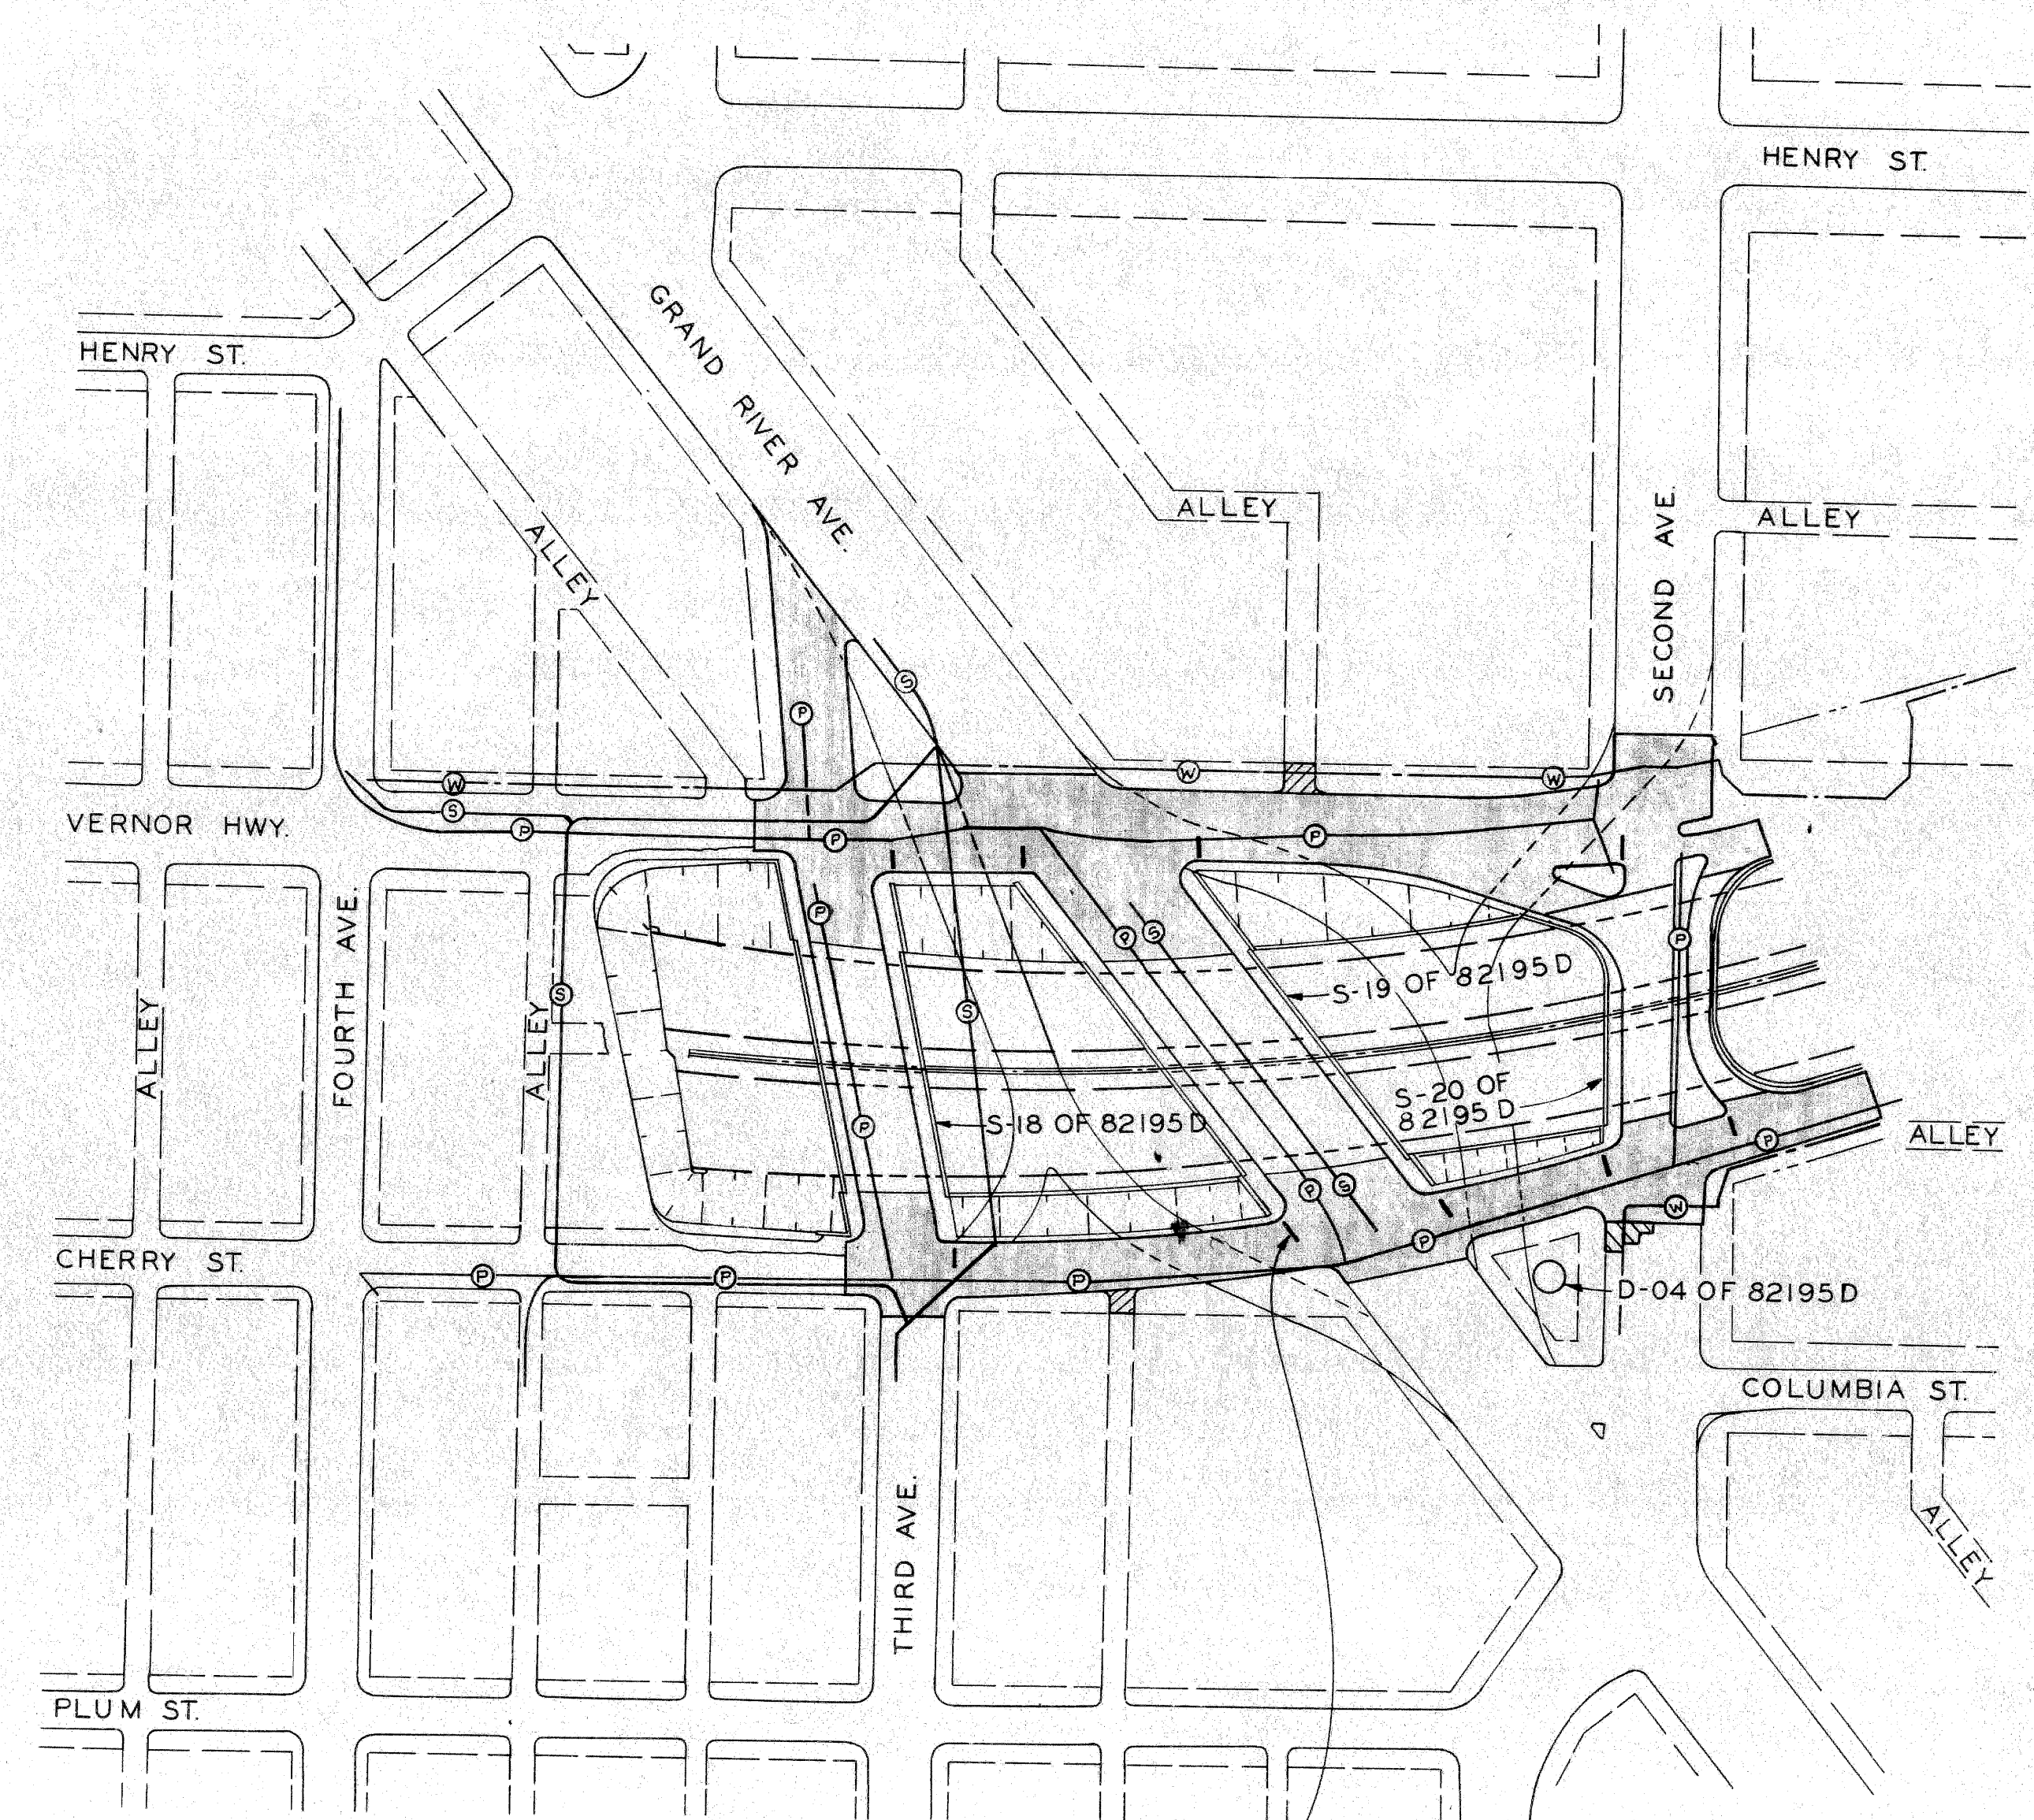 HENRY ST.
HENRY ST.
GRAND RIVER AVE.
ALLEY
ALLEY
SECOND AVE.
ALLEY
S
P
W
W
W
S
P
P
P
VERNOR HWY.
FOURTH AVE.
P
P
S
P
S-19 OF 82195D
S
S
ALLEY
ALLEY
S-20 OF
82195D
S-18 OF 82195D
P
P
ALLEY
P
S
W
P
CHERRY ST.
P
P
P
D-04 OF 82195D
COLUMBIA ST.
THIRD AVE.
ALLEY
PLUM ST.